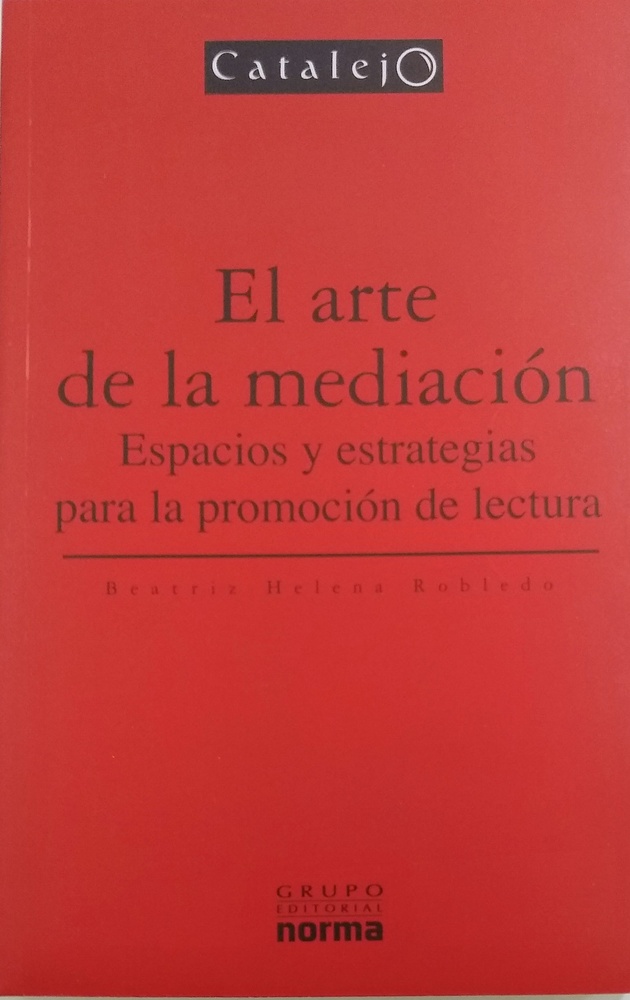 Catalejo
El arte
de la mediación
Espacios y estrategias
para la promoción de lectura
Beatriz Helena Robledo
GRUPO
EDITORIAL
norma